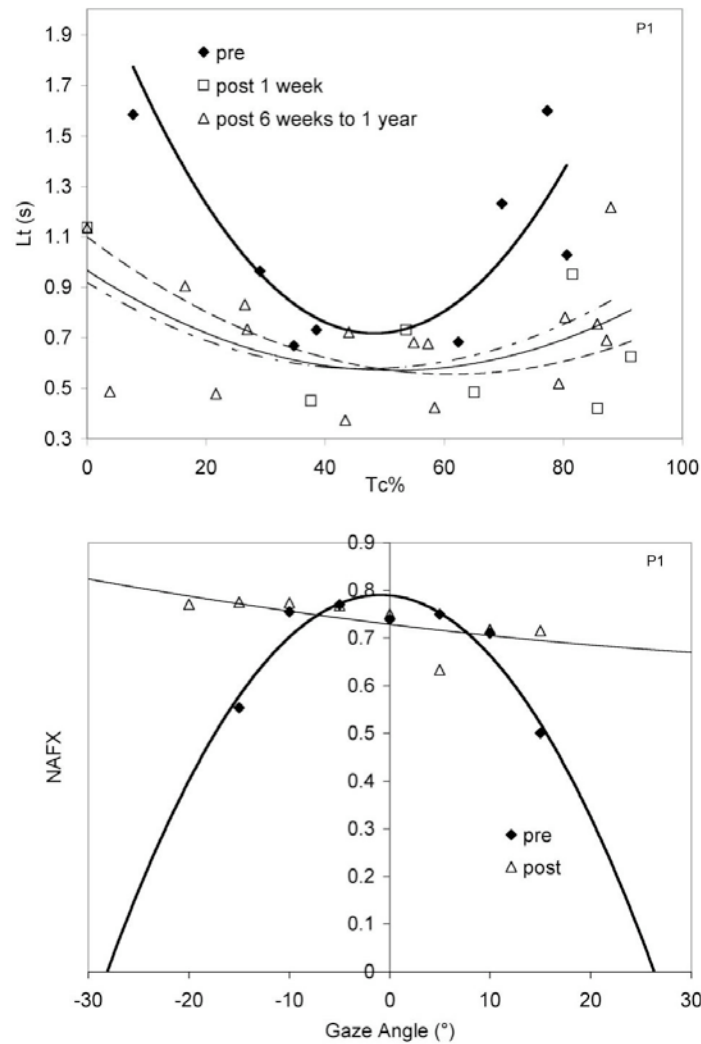 P1
pre
post 1 week
post 6 weeks to 1 year
1.9
1.7
1.5
1.3
1.1
0.9
0.7
0.5
0.3
Lt (s)
0 20 40 60 80 100
Tc%
P1
0.9
0.8
0.7
0.6
0.5
0.4
0.3
0.2
0.1
0
NAFX
pre
post
-30 -20 -10 0 10 20 30
Gaze Angle (°)